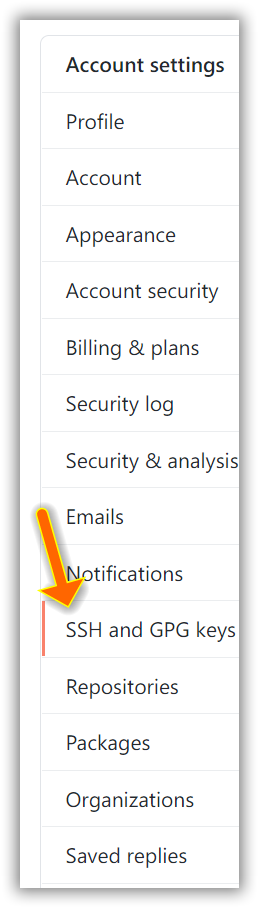 Account settings
Profile
Account
Appearance
Account security
Billing & plans
Security log
Security & analysis
Emails
Notifications
SSH and GPG keys
Repositories
Packages
Organizations
Saved replies